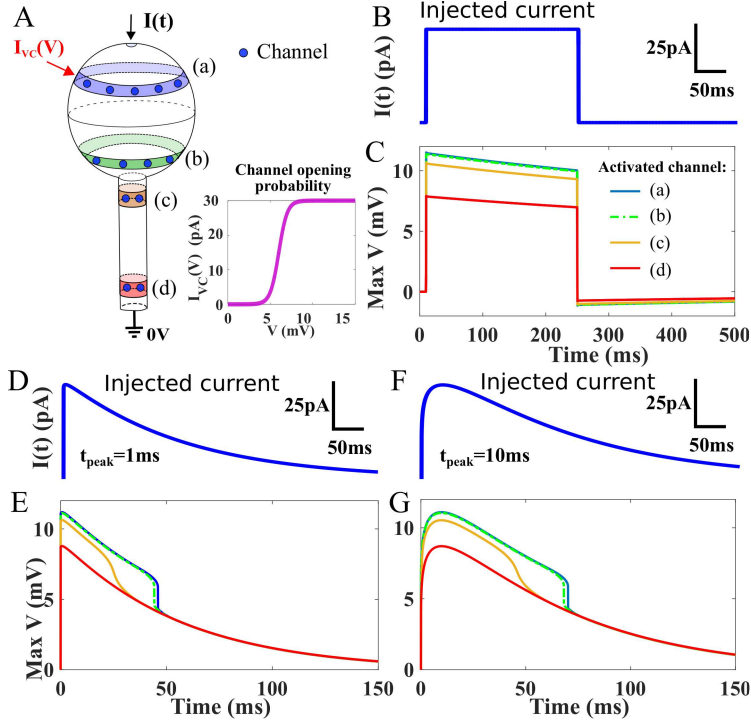 A
I(t)
I_VC(V)
Channel
(a)
(b)
(c)
(d)
0V
Channel opening
probability
I_VC(V) (pA)
30
20
10
0
0
5
10
15
V (mV)
B
Injected current
I(t) (pA)
25pA
50ms
C
Max V (mV)
10
5
0
Activated channel:
(a)
(b)
(c)
(d)
0
100
200
300
400
500
Time (ms)
D
Injected current
I(t) (pA)
t_peak=1ms
25pA
50ms
F
Injected current
t_peak=10ms
25pA
50ms
E
Max V (mV)
10
5
0
0
50
100
150
Time (ms)
G
10
5
0
0
50
100
150
Time (ms)